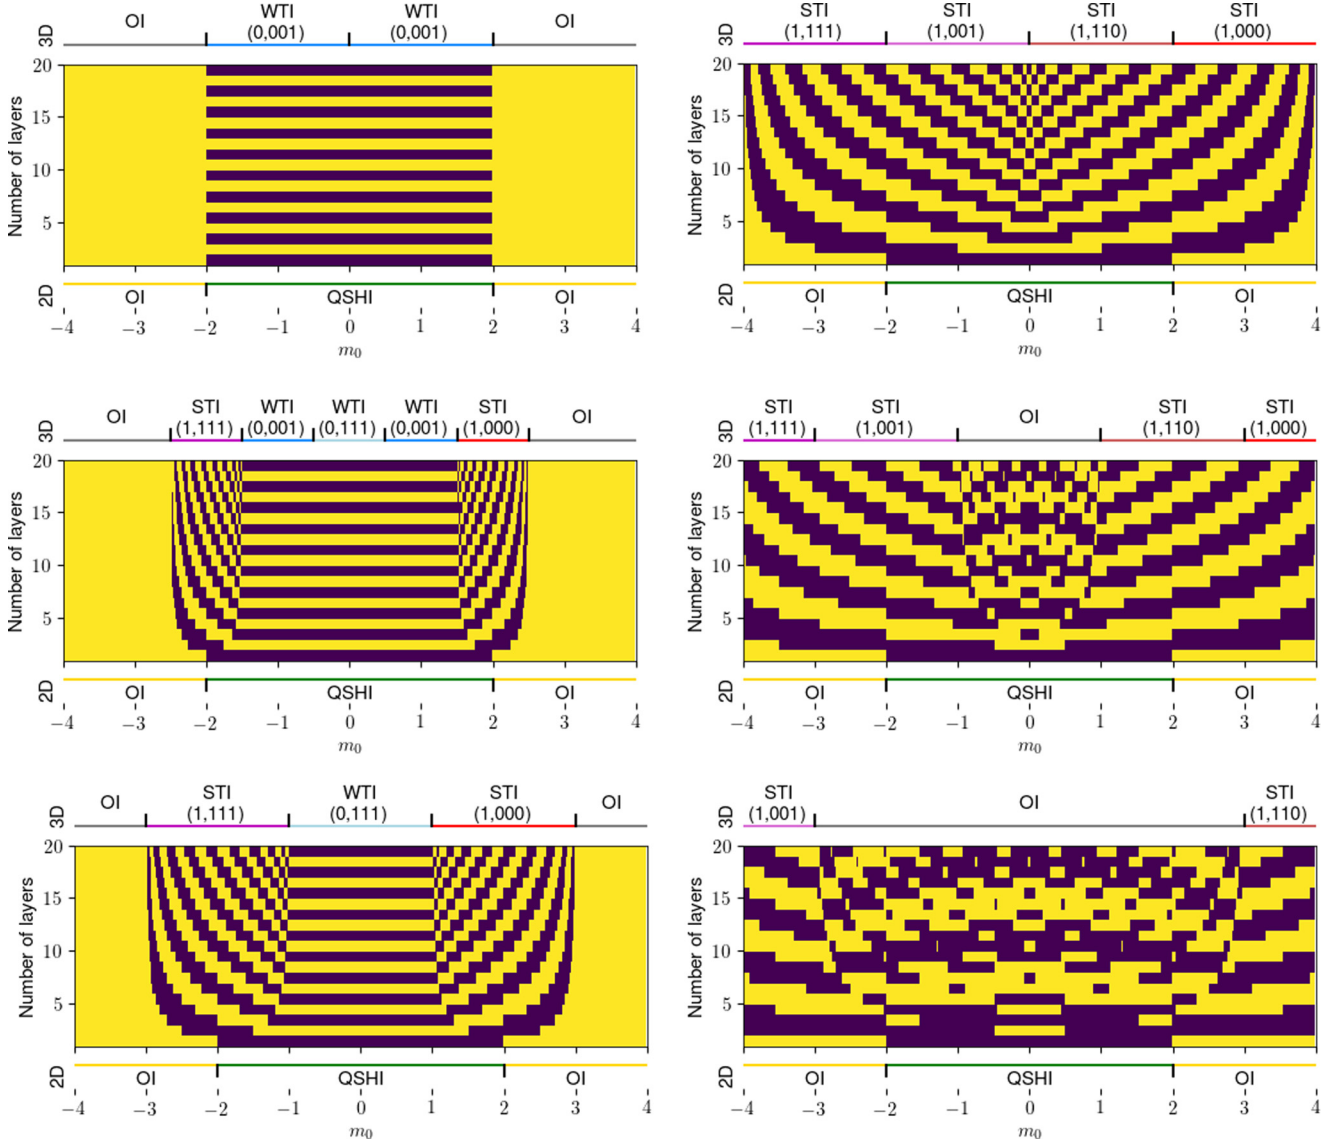 OI WTI WTI OI
3D (0,001) (0,001)
20
15
10
5
Number of layers
2D OI QSHI OI
−4 −3 −2 −1 0 1 2 3 4
m₀
STI STI STI STI
3D (1,111) (1,001) (1,110) (1,000)
20
15
10
5
Number of layers
2D OI QSHI OI
−4 −3 −2 −1 0 1 2 3 4
m₀
OI STI WTI WTI WTI STI OI
3D (1,111) (0,001) (0,111) (0,001) (1,000)
20
15
10
5
Number of layers
2D OI QSHI OI
−4 −3 −2 −1 0 1 2 3 4
m₀
STI STI OI STI STI
3D (1,111) (1,001) (1,110) (1,000)
20
15
10
5
Number of layers
2D OI QSHI OI
−4 −3 −2 −1 0 1 2 3 4
m₀
OI STI WTI STI OI
3D (1,111) (0,111) (1,000)
20
15
10
5
Number of layers
2D OI QSHI OI
−4 −3 −2 −1 0 1 2 3 4
m₀
STI OI STI
3D (1,001) (1,110)
20
15
10
5
Number of layers
2D OI QSHI OI
−4 −3 −2 −1 0 1 2 3 4
m₀